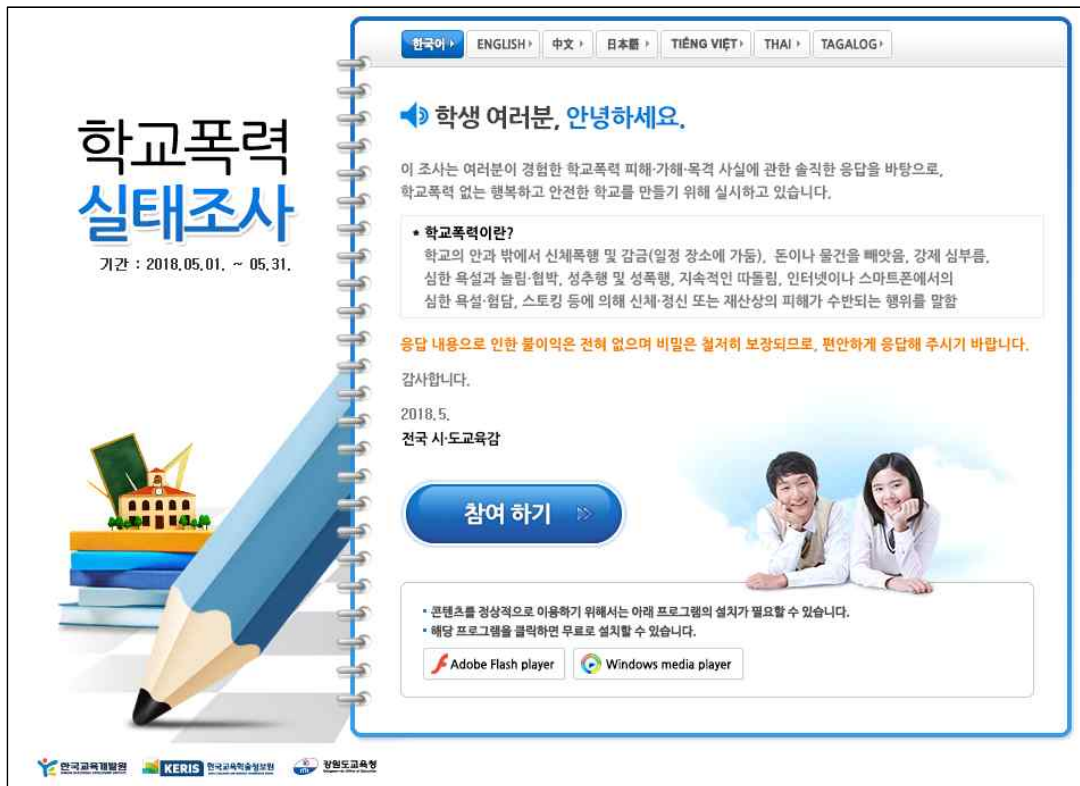 한국어
ENGLISH
中文
日本語
TIẾNG VIỆT
THAI
TAGALOG
학교폭력
실태조사
기간 : 2018.05.01. ~ 05.31.
학생 여러분, 안녕하세요.
이 조사는 여러분이 경험한 학교폭력 피해·가해·목격 사실에 관한 솔직한 응답을 바탕으로,
학교폭력 없는 행복하고 안전한 학교를 만들기 위해 실시하고 있습니다.
* 학교폭력이란?
학교의 안과 밖에서 신체폭행 및 감금(일정 장소에 가둠), 돈이나 물건을 빼앗음, 강제 심부름,
심한 욕설과 놀림·협박, 성추행 및 성폭행, 지속적인 따돌림, 인터넷이나 스마트폰에서의
심한 욕설·험담, 스토킹 등에 의해 신체·정신 또는 재산상의 피해가 수반되는 행위를 말함
응답 내용으로 인한 불이익은 전혀 없으며 비밀은 철저히 보장되므로, 편안하게 응답해 주시기 바랍니다.
감사합니다.
2018.5.
전국 시·도교육감
참여 하기
• 콘텐츠를 정상적으로 이용하기 위해서는 아래 프로그램의 설치가 필요할 수 있습니다.
• 해당 프로그램을 클릭하면 무료로 설치할 수 있습니다.
Adobe Flash player
Windows media player
한국교육개발원
KERIS 한국교육학술정보원
강원도교육청